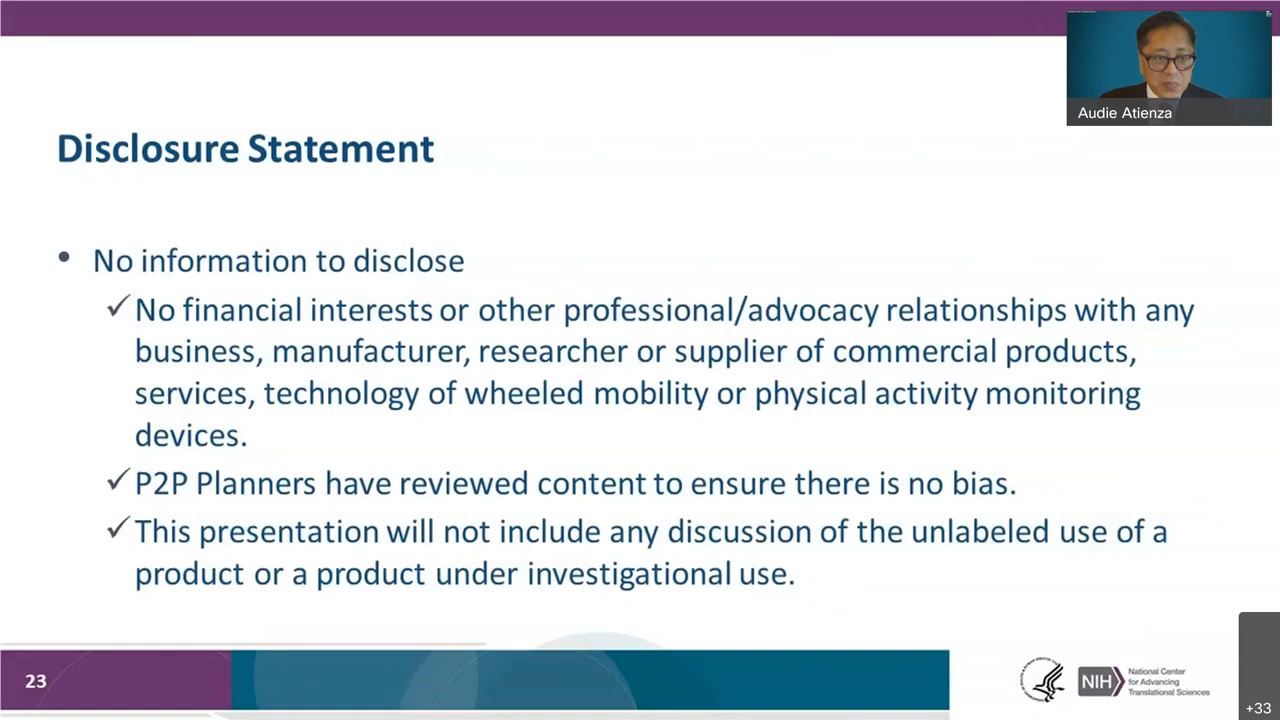 Audie Atienza
Disclosure Statement
• No information to disclose
✓ No financial interests or other professional/advocacy relationships with any
business, manufacturer, researcher or supplier of commercial products,
services, technology of wheeled mobility or physical activity monitoring
devices.
✓ P2P Planners have reviewed content to ensure there is no bias.
✓ This presentation will not include any discussion of the unlabeled use of a
product or a product under investigational use.
23
NIH
National Center
for Advancing
Translational Sciences
+33